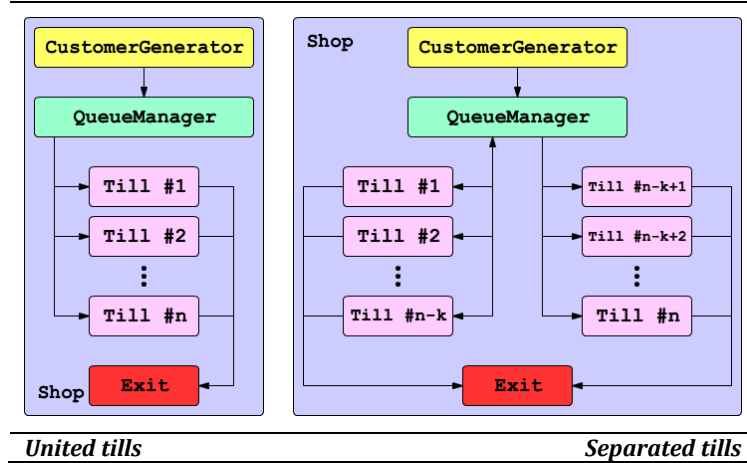 CustomerGenerator
QueueManager
Till #1
Till #2
Till #n
Shop
Exit
Shop
CustomerGenerator
QueueManager
Till #1
Till #2
Till #n-k
Till #n-k+1
Till #n-k+2
Till #n
Exit
United tills
Separated tills